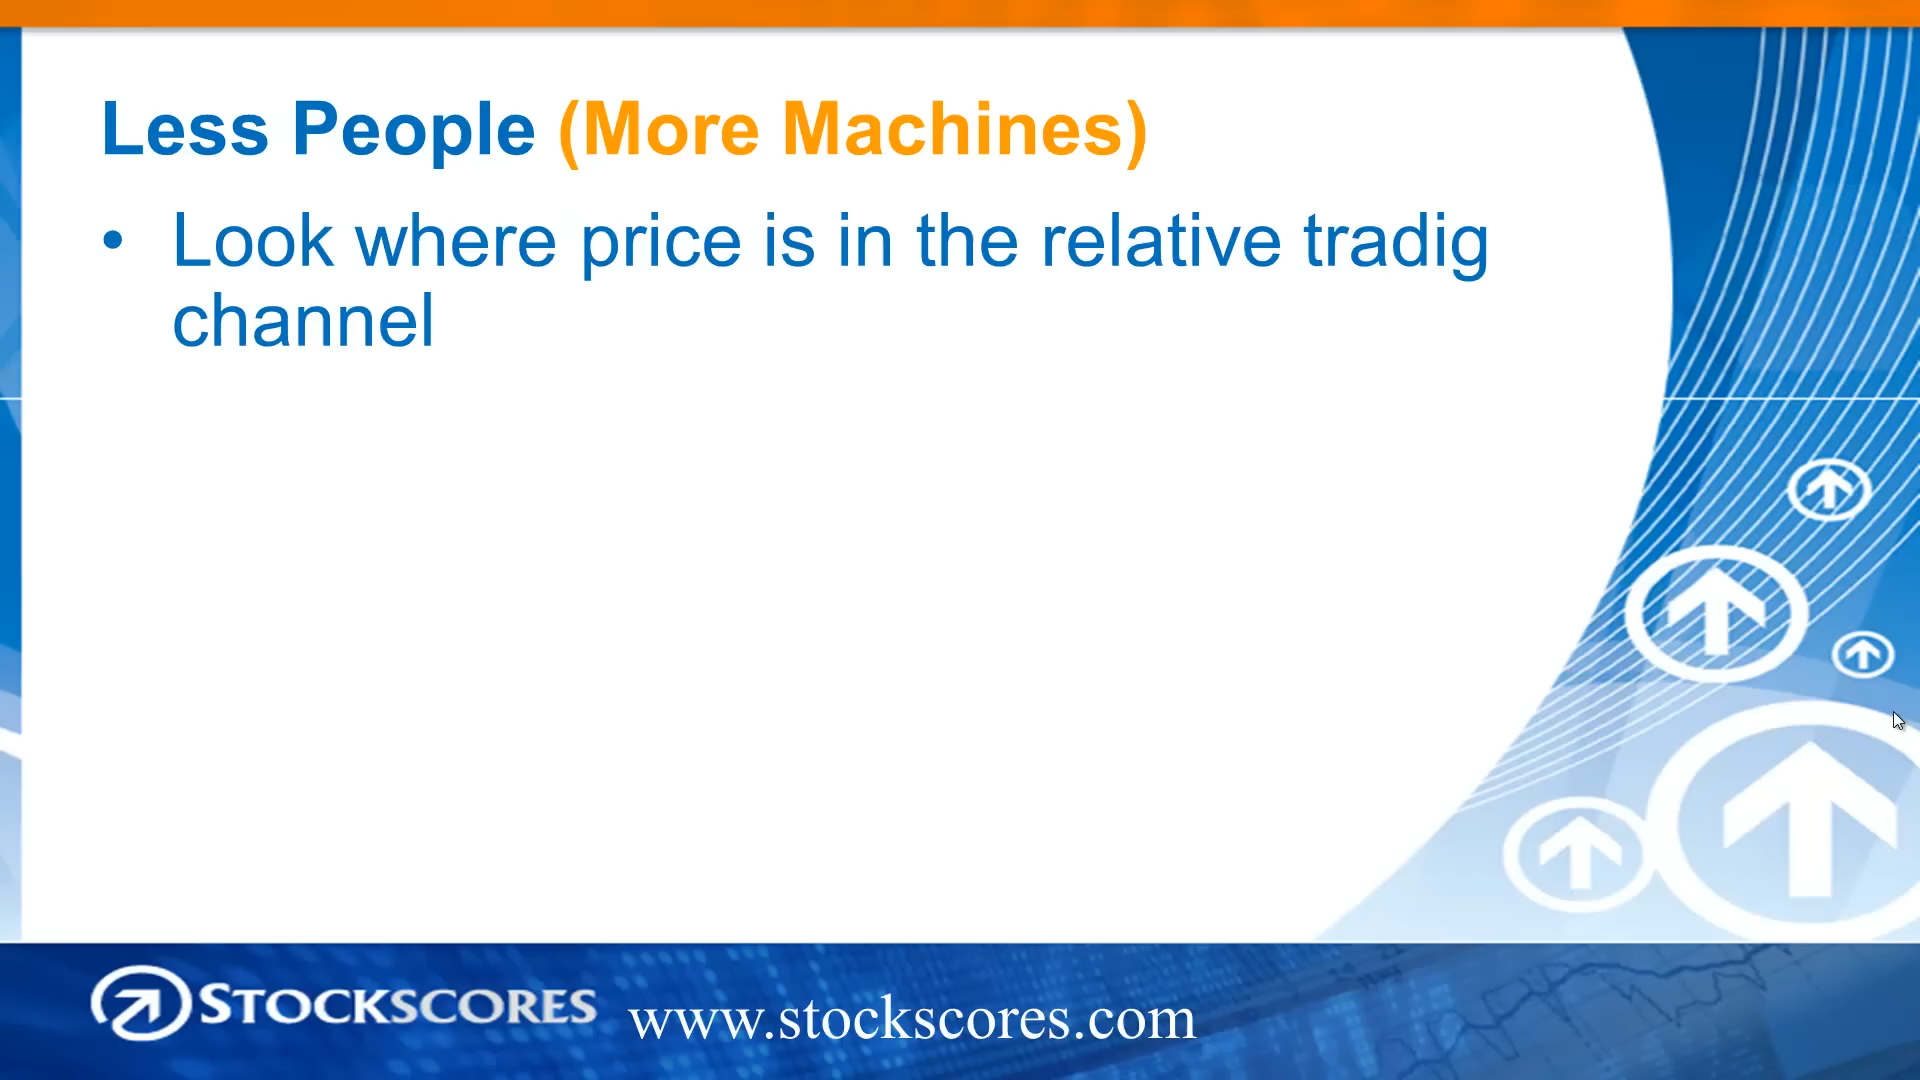 Less People (More Machines)
• Look where price is in the relative tradig
channel
STOCKSCORES www.stockscores.com